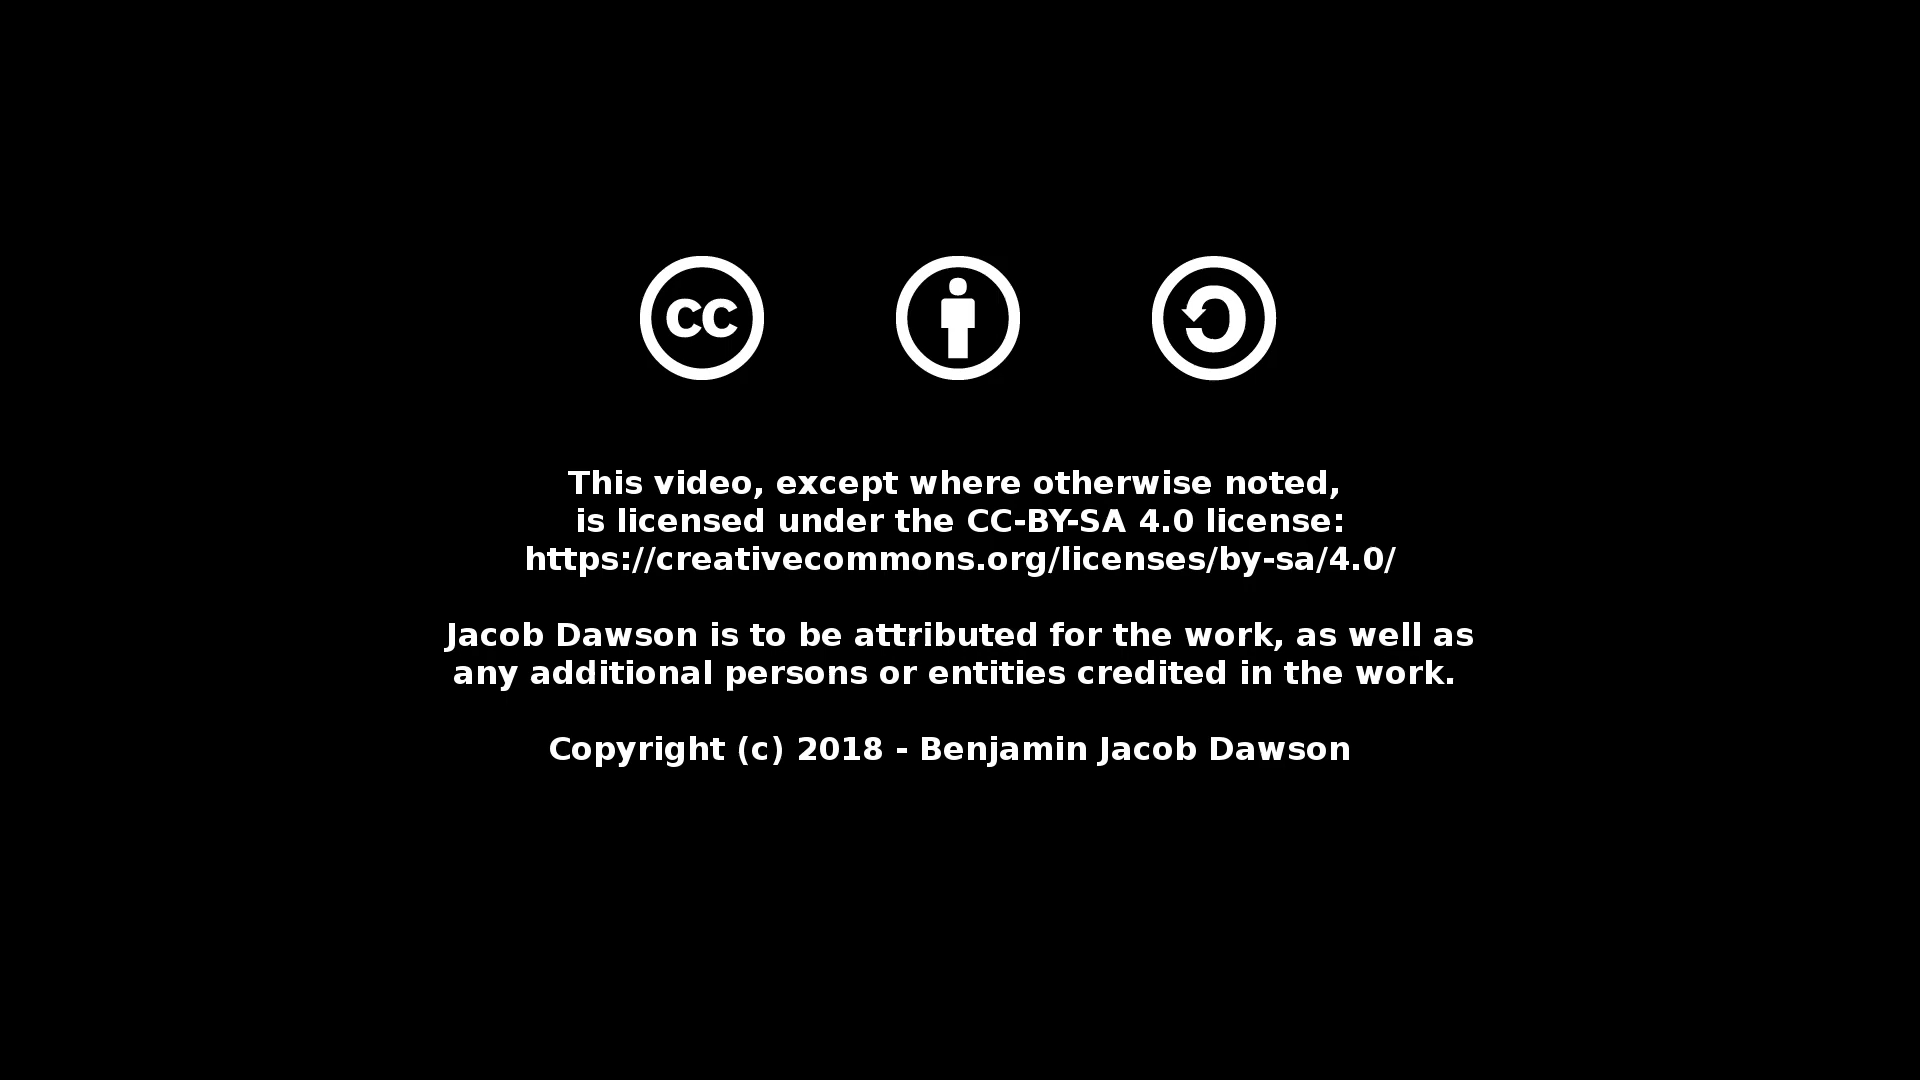 cc
This video, except where otherwise noted,
is licensed under the CC-BY-SA 4.0 license:
https://creativecommons.org/licenses/by-sa/4.0/
Jacob Dawson is to be attributed for the work, as well as
any additional persons or entities credited in the work.
Copyright (c) 2018 - Benjamin Jacob Dawson